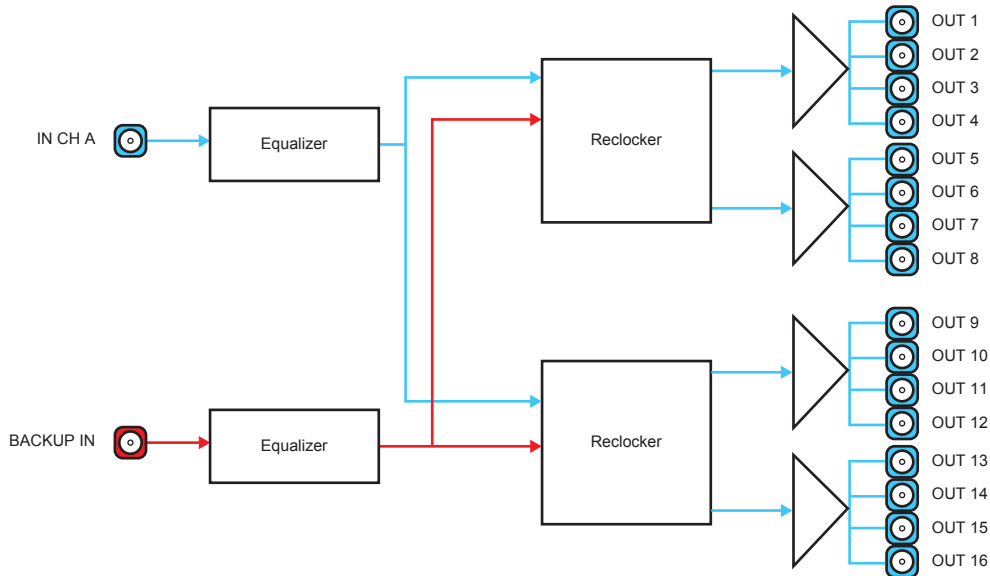 IN CH A
Equalizer
Reclocker
OUT 1
OUT 2
OUT 3
OUT 4
OUT 5
OUT 6
OUT 7
OUT 8
BACKUP IN
Equalizer
Reclocker
OUT 9
OUT 10
OUT 11
OUT 12
OUT 13
OUT 14
OUT 15
OUT 16